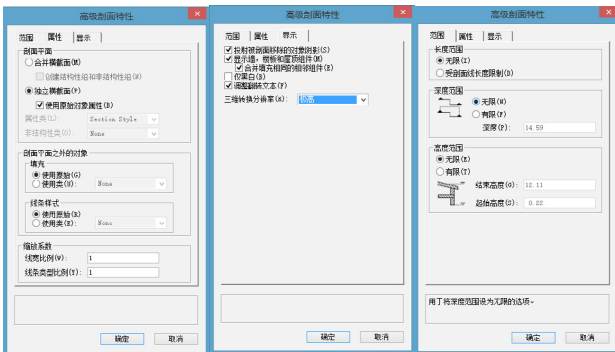 高级剖面特性
范围 属性 显示
剖面平面
合并横截面(M)
创建结构性组和非结构性组(N)
独立横截面(P)
使用原始对象属性(B)
属性类(L): Section Style
非结构性类(O): None
剖面平面之外的对象
填充
使用原始(G)
使用类(U): None
线条样式
使用原始(R)
使用类(E): None
缩放系数
线宽比例(W): 1
线条类型比例(Y): 1
确定 取消
高级剖面特性
范围 属性 显示
投射被剖面移除的对象阴影(S)
显示墙，楼板和屋顶组件(M)
合并填充相同的相邻组件(E)
仅黑白(B)
调整翻转文本(F)
三维转换分辨率(R): 极高
确定 取消
高级剖面特性
范围 属性 显示
长度范围
无限(I)
受剖面线长度限制(D)
深度范围
无限(N)
有限(F)
深度(P): 14.59
高度范围
无限(E)
有限(T)
结束高度(G): 12.11
起始高度(S): 0.22
用于将深度范围设为无限的选项。
确定 取消